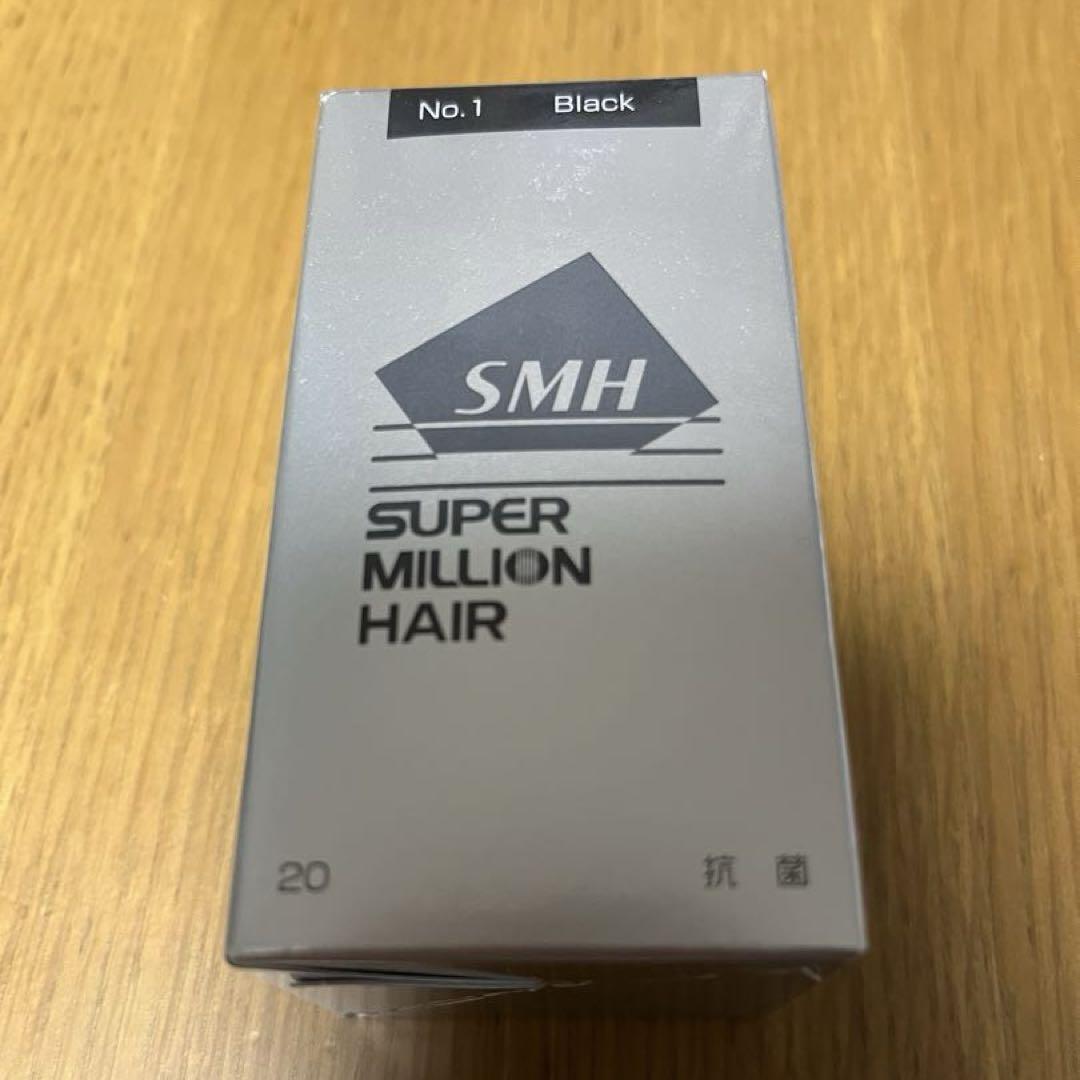 No.1 Black
SMH
SUPER
MILLION
HAIR
20 抗菌